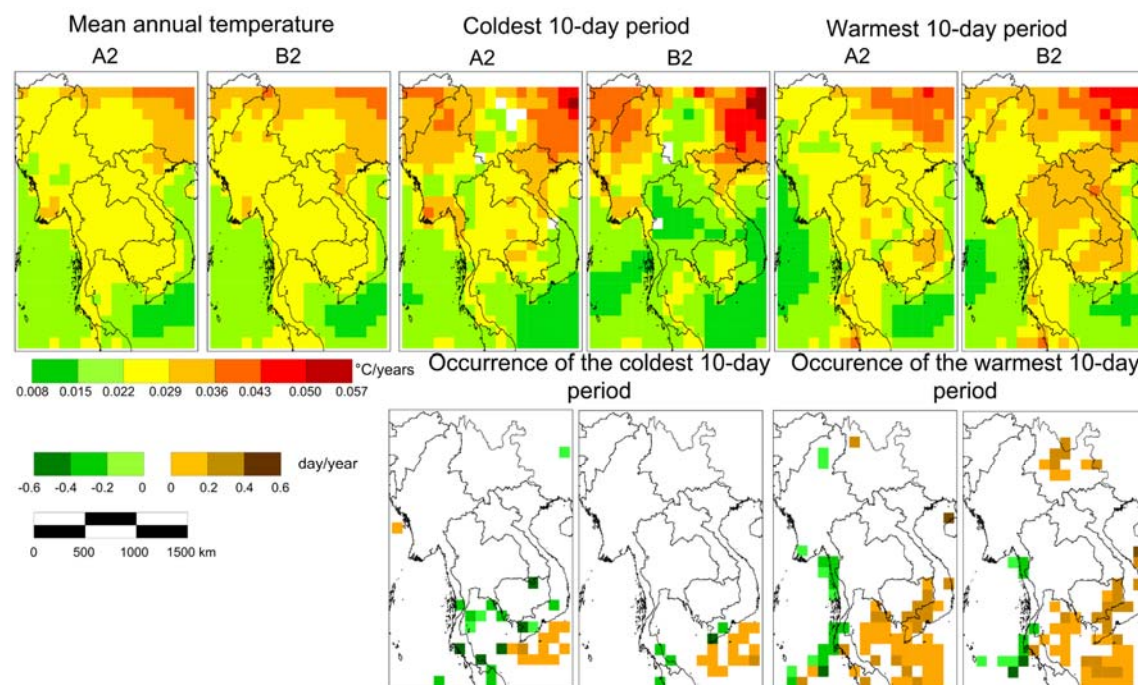 Mean annual temperature
Coldest 10-day period
Warmest 10-day period
A2
B2
A2
B2
A2
B2
°C/years
0.008 0.015 0.022 0.029 0.036 0.043 0.050 0.057
Occurrence of the coldest 10-day
period
Occurence of the warmest 10-day
period
day/year
-0.6 -0.4 -0.2 0 0 0.2 0.4 0.6
0 500 1000 1500 km